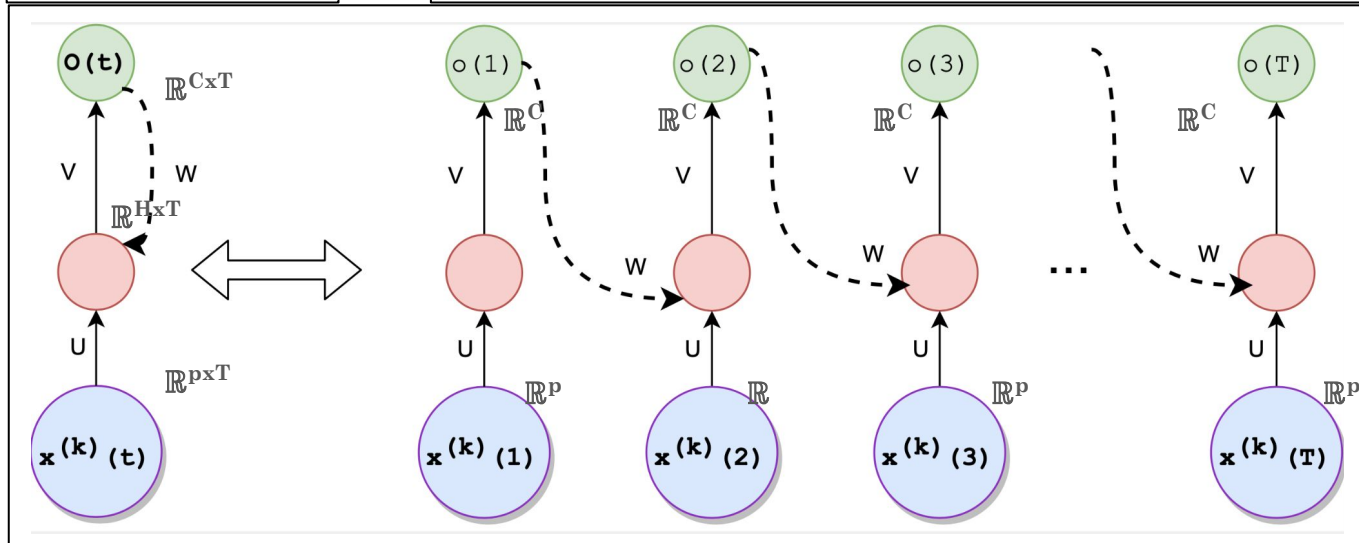 O(t) o(1) o(2) o(3) o(T)
ℝ^CxT ℝ^C ℝ^C ℝ^C ℝ^C
V W V V V V
ℝ^HxT
W W W
...
U U U U U
ℝ^pxT ℝ^p ℝ ℝ^p ℝ^p
x^(k)(t) x^(k)(1) x^(k)(2) x^(k)(3) x^(k)(T)